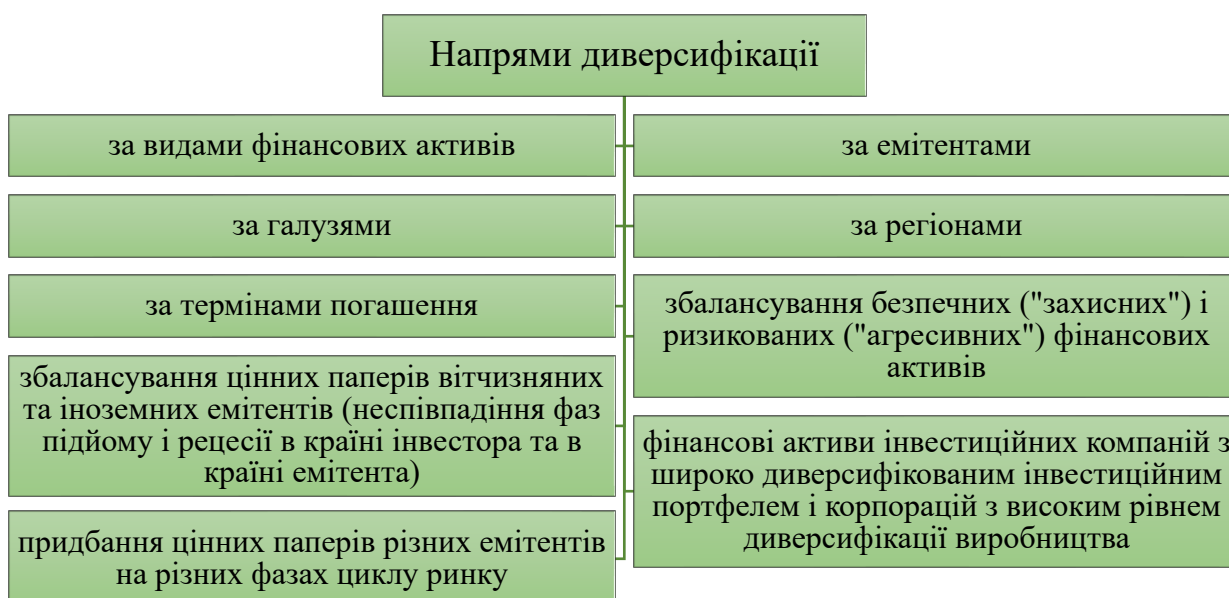 Напрями диверсифікації
за видами фінансових активів
за емітентами
за галузями
за регіонами
за термінами погашення
збалансування безпечних ("захисних") і
ризикованих ("агресивних") фінансових
активів
збалансування цінних паперів вітчизняних
та іноземних емітентів (неспівпадіння фаз
підйому і рецесії в країні інвестора та в
країні емітента)
фінансові активи інвестиційних компаній з
широко диверсифікованим інвестиційним
портфелем і корпорацій з високим рівнем
диверсифікації виробництва
придбання цінних паперів різних емітентів
на різних фазах циклу ринку